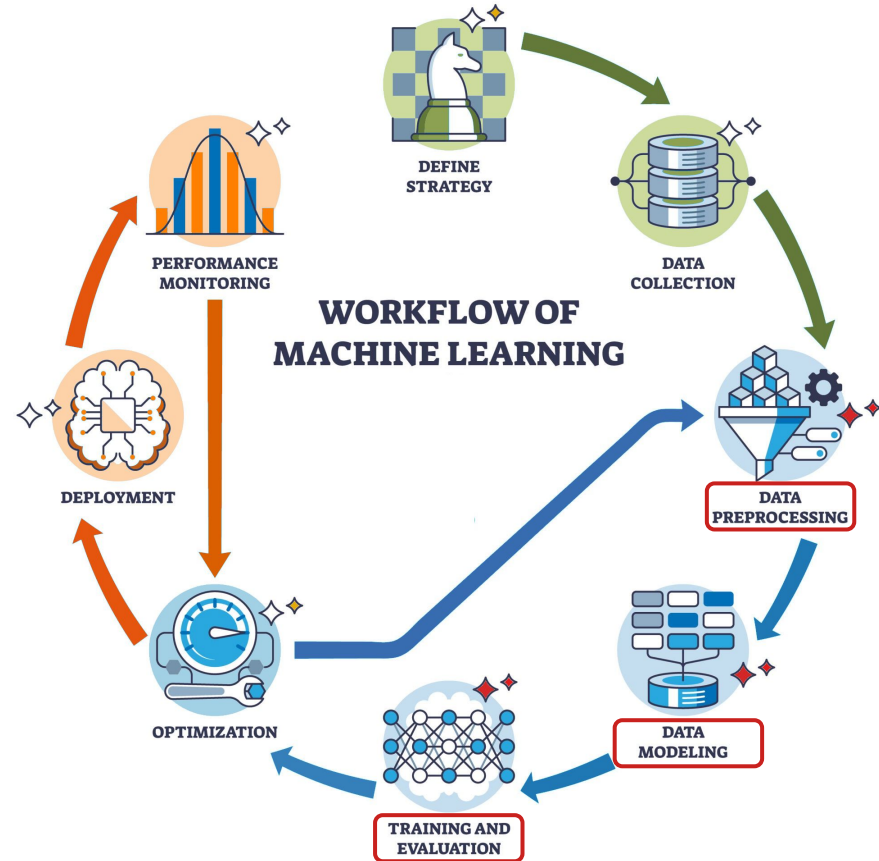 DEFINE
STRATEGY
DATA
COLLECTION
PERFORMANCE
MONITORING
WORKFLOW OF
MACHINE LEARNING
DEPLOYMENT
DATA
PREPROCESSING
OPTIMIZATION
DATA
MODELING
TRAINING AND
EVALUATION